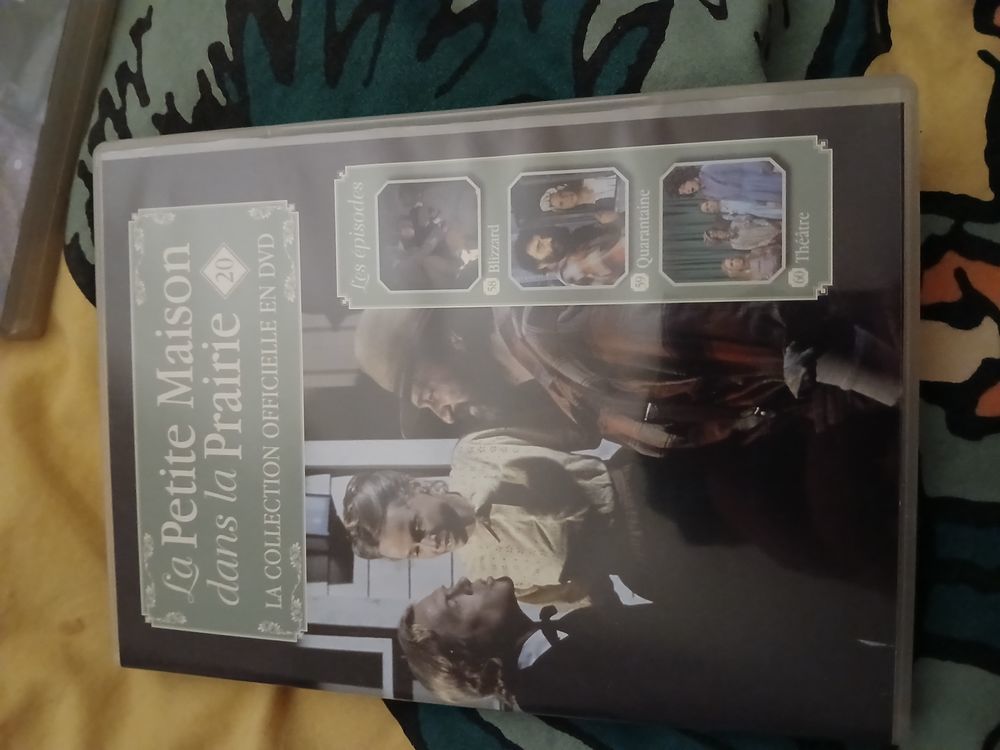 La Petite Maison
dans la Prairie 20
LA COLLECTION OFFICIELLE EN DVD
Les épisodes
58 Blizzard
59 Quarantaine
60 Théâtre